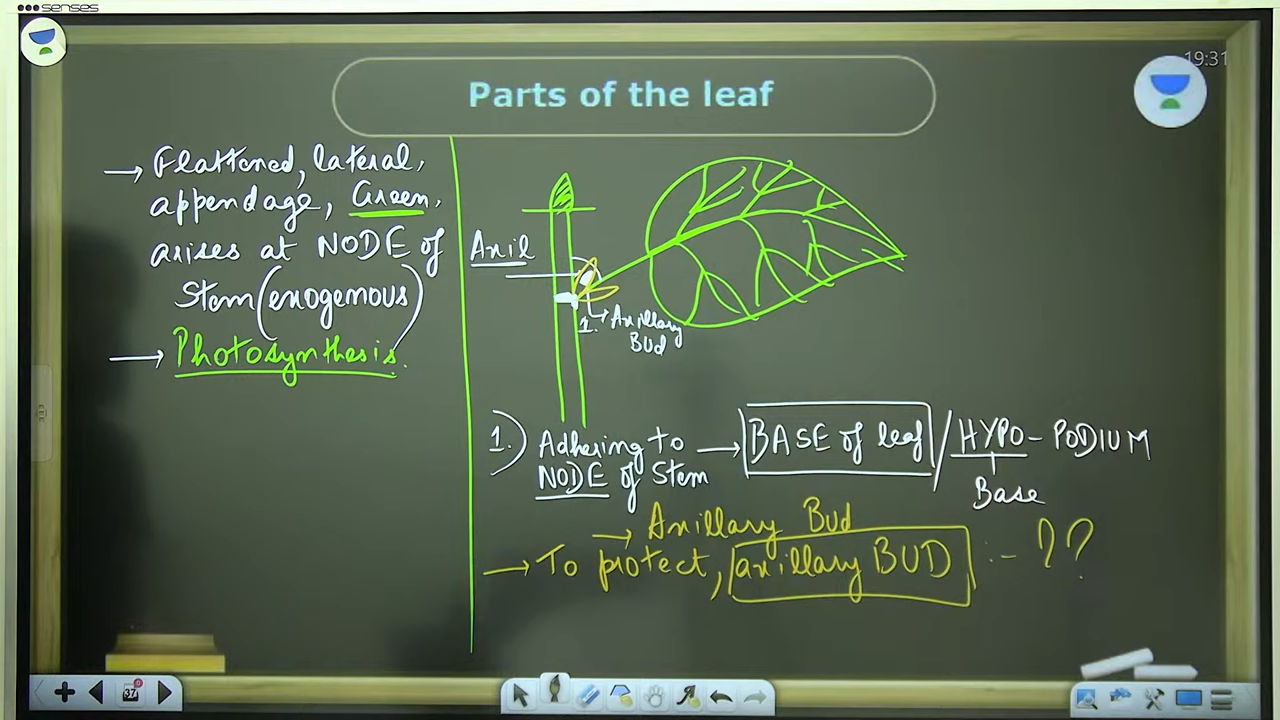 senses
19:31
Parts of the leaf
→ Flattened, lateral,
appendage, Green,
arises at NODE of
Stem (exogenous)
→ Photosynthesis.
Axil
1. → Axillary
Bud
1.) Adhering to → BASE of leaf / HYPO-PODIUM
NODE of Stem
Base
→ Axillary Bud
→ To protect, axillary BUD :- ??
37